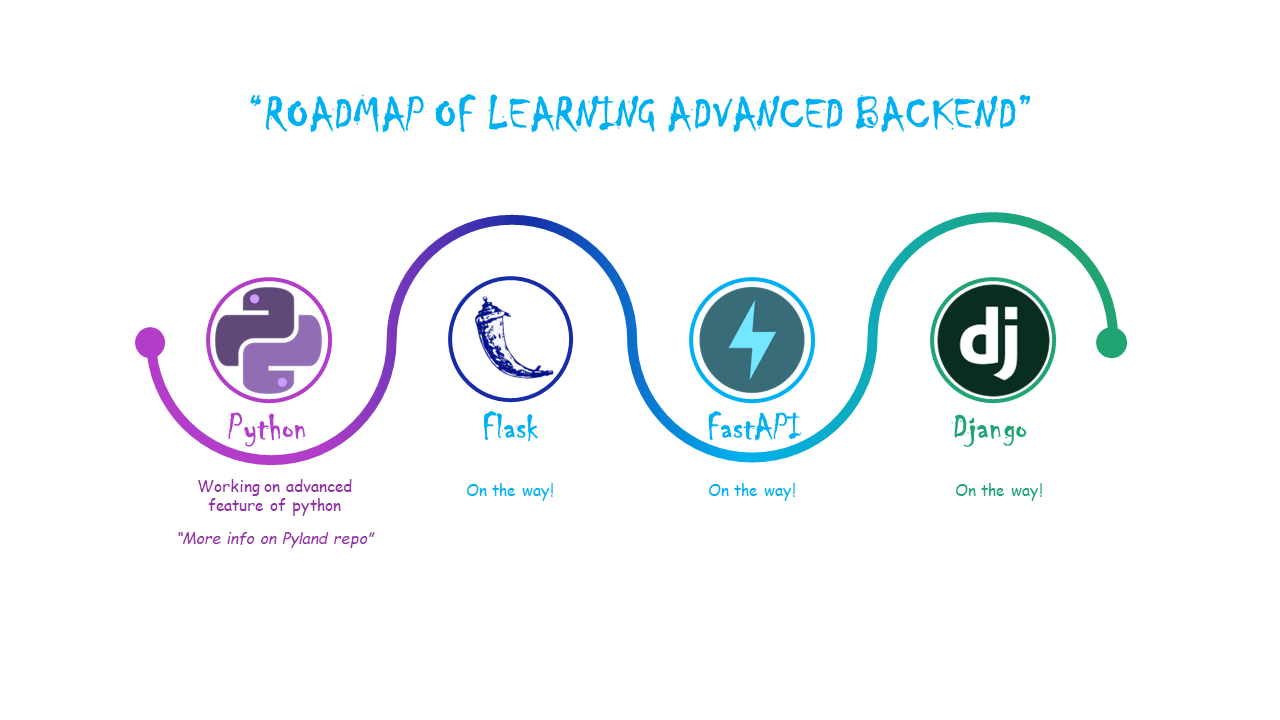 “ROADMAP OF LEARNING ADVANCED BACKEND”
dj
Python
Flask
FastAPI
Django
Working on advanced
feature of python
“More info on Pyland repo”
On the way!
On the way!
On the way!